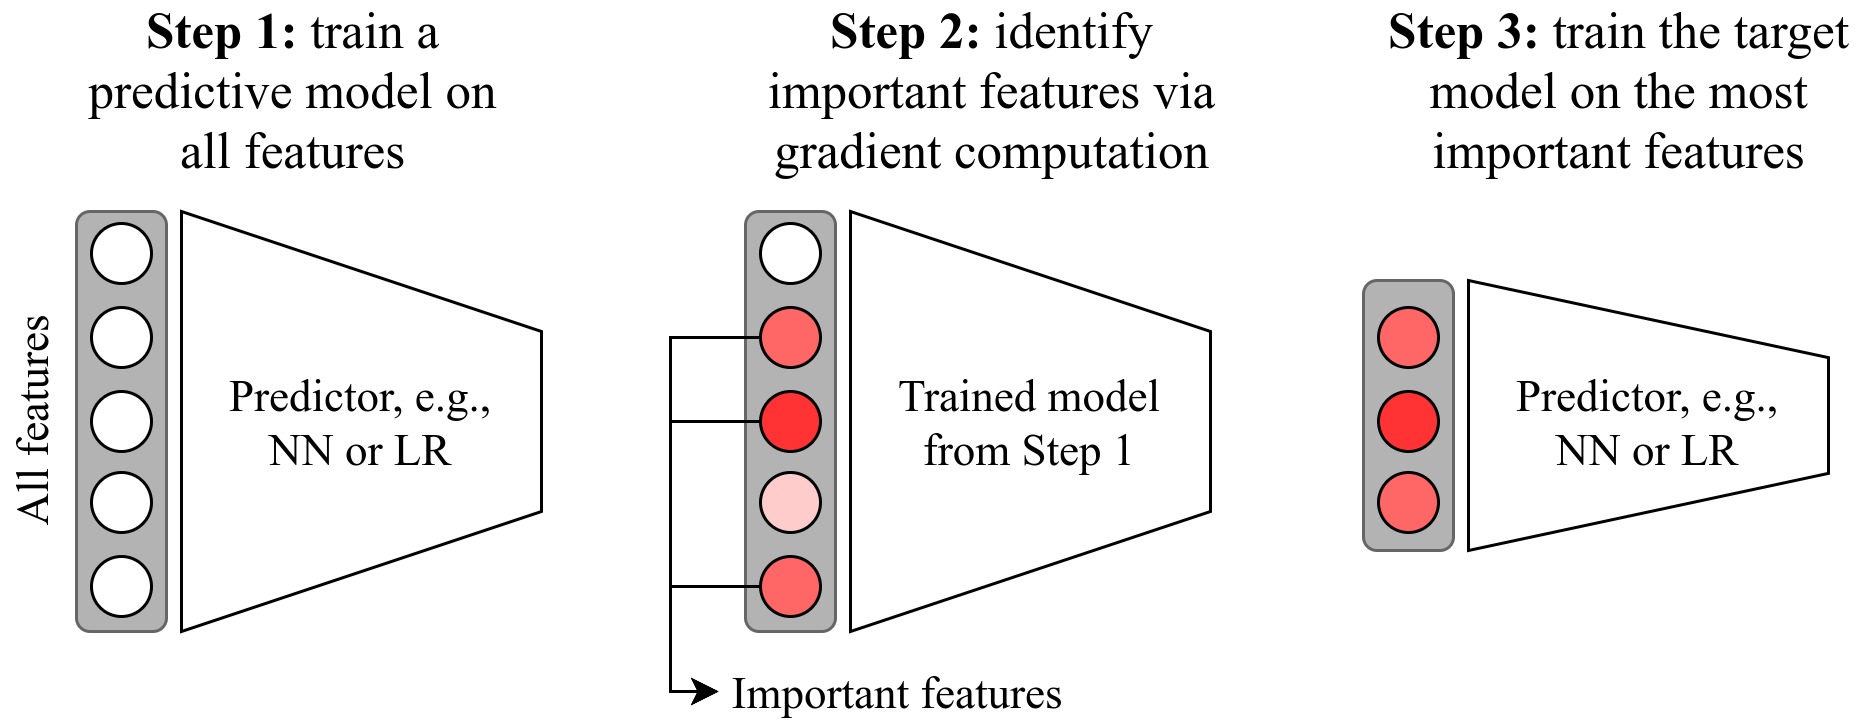 Step 1: train a
predictive model on
all features
All features
Predictor, e.g.,
NN or LR
Step 2: identify
important features via
gradient computation
Trained model
from Step 1
Important features
Step 3: train the target
model on the most
important features
Predictor, e.g.,
NN or LR